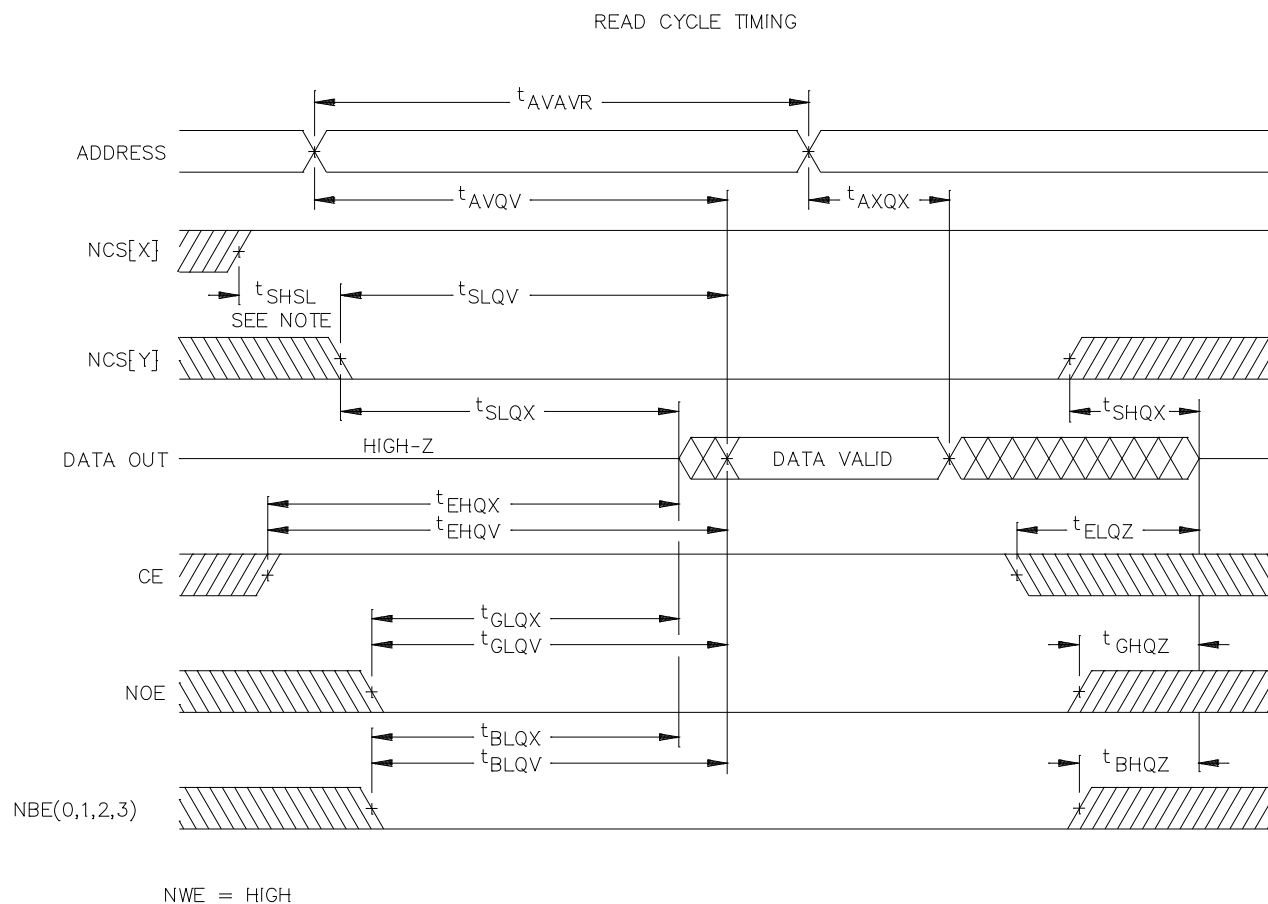 READ CYCLE TIMING
tAVAVR
ADDRESS
tAVQV
tAXQX
NCS[X]
tSHSL
tSLQV
SEE NOTE
NCS[Y]
tSLQX
tSHQX
HIGH-Z
DATA OUT
DATA VALID
tEHQX
tEHQV
tELQZ
CE
tGLQX
tGLQV
tGHQZ
NOE
tBLQX
tBLQV
tBHQZ
NBE(0,1,2,3)
NWE = HIGH